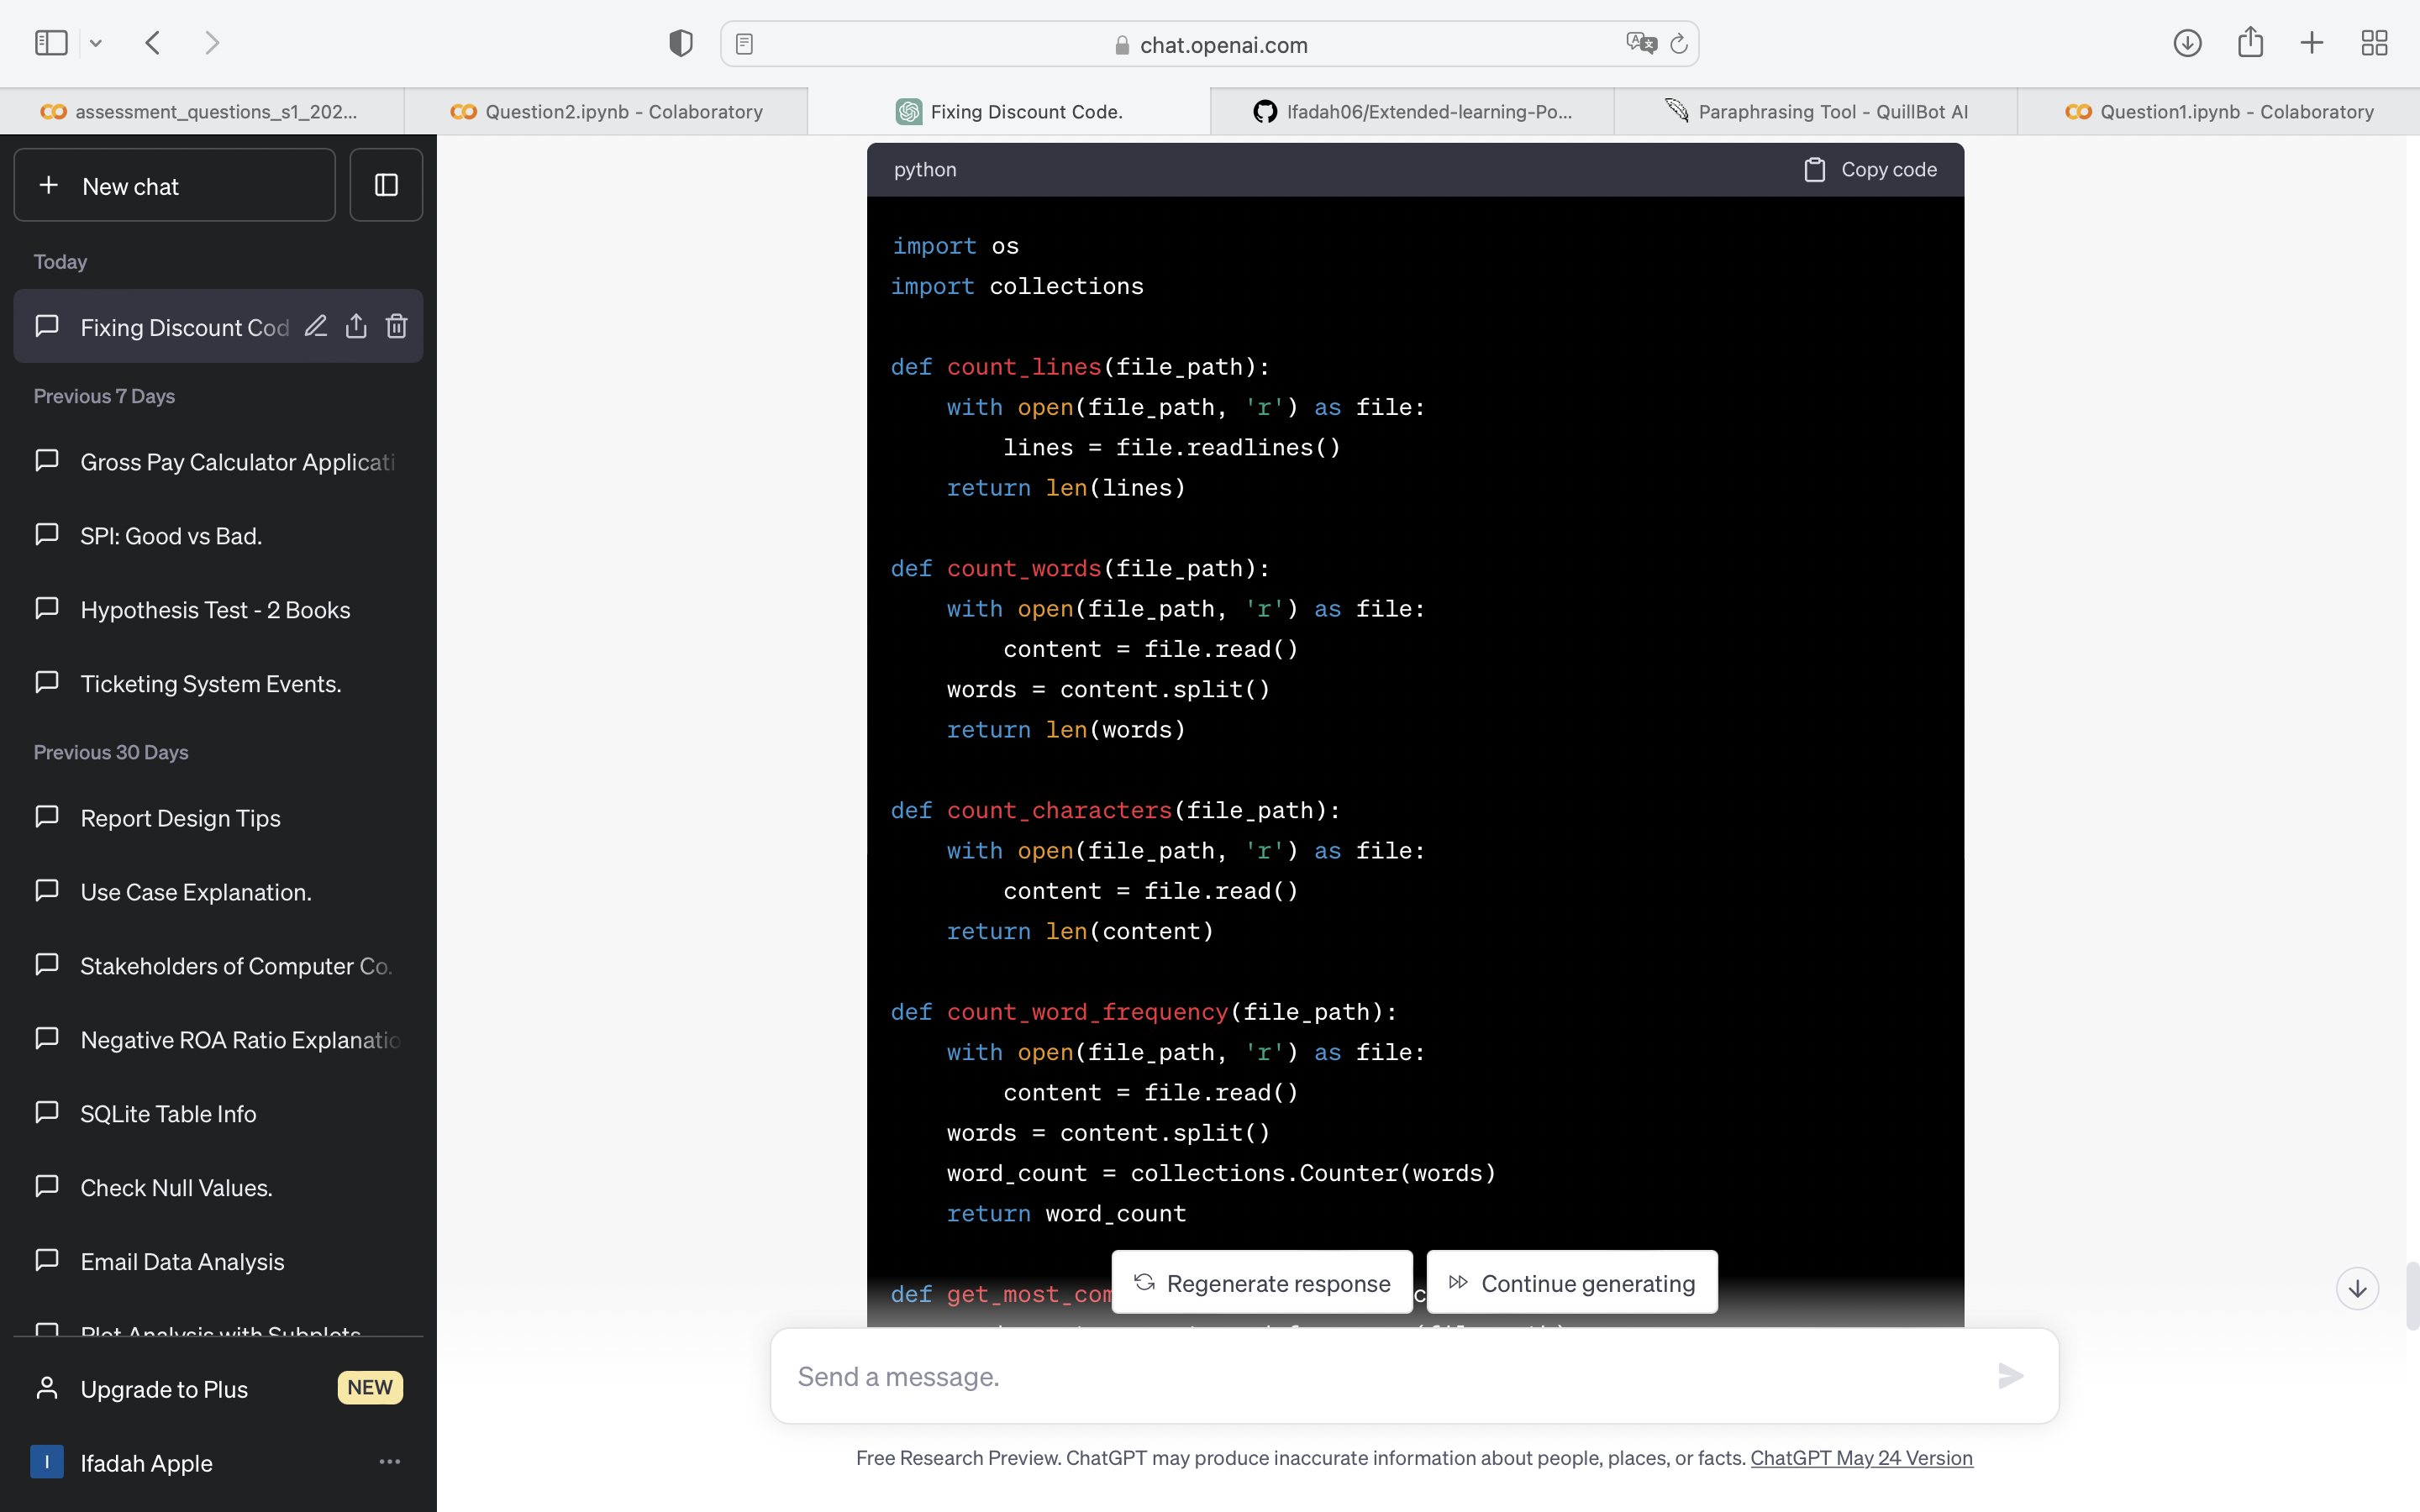 chat.openai.com
assessment_questions_s1_202...
Question2.ipynb - Colaboratory
Fixing Discount Code.
Ifadah06/Extended-learning-Po...
Paraphrasing Tool - QuillBot AI
Question1.ipynb - Colaboratory
New chat
Today
Fixing Discount Cod
Previous 7 Days
Gross Pay Calculator Applicati
SPI: Good vs Bad.
Hypothesis Test - 2 Books
Ticketing System Events.
Previous 30 Days
Report Design Tips
Use Case Explanation.
Stakeholders of Computer Co.
Negative ROA Ratio Explanatio
SQLite Table Info
Check Null Values.
Email Data Analysis
Plot Analysis with Subplots
Upgrade to Plus NEW
I Ifadah Apple
python Copy code
import os
import collections
def count_lines(file_path):
    with open(file_path, 'r') as file:
        lines = file.readlines()
    return len(lines)
def count_words(file_path):
    with open(file_path, 'r') as file:
        content = file.read()
    words = content.split()
    return len(words)
def count_characters(file_path):
    with open(file_path, 'r') as file:
        content = file.read()
    return len(content)
def count_word_frequency(file_path):
    with open(file_path, 'r') as file:
        content = file.read()
    words = content.split()
    word_count = collections.Counter(words)
    return word_count
def get_most_com
Regenerate response
Continue generating
Send a message.
Free Research Preview. ChatGPT may produce inaccurate information about people, places, or facts. ChatGPT May 24 Version